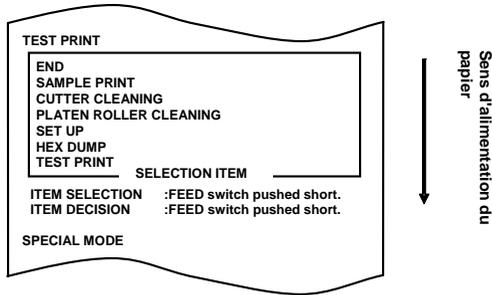 TEST PRINT
END
SAMPLE PRINT
CUTTER CLEANING
PLATEN ROLLER CLEANING
SET UP
HEX DUMP
TEST PRINT
SELECTION ITEM
ITEM SELECTION :FEED switch pushed short.
ITEM DECISION :FEED switch pushed short.
SPECIAL MODE
Sens d'alimentation du
papier